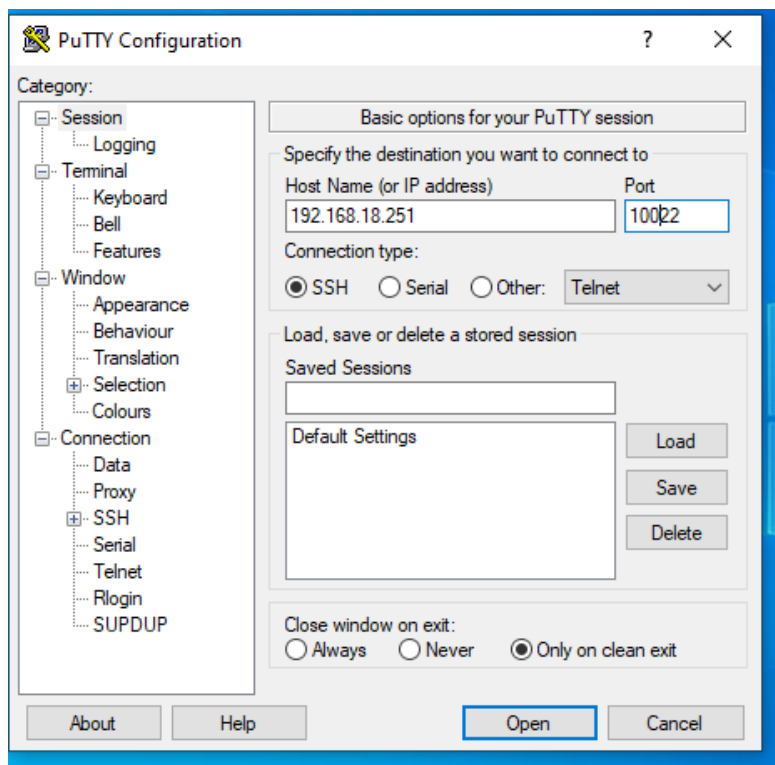 PuTTY Configuration
?
Category:
Session
Logging
Terminal
Keyboard
Bell
Features
Window
Appearance
Behaviour
Translation
Selection
Colours
Connection
Data
Proxy
SSH
Serial
Telnet
Rlogin
SUPDUP
Basic options for your PuTTY session
Specify the destination you want to connect to
Host Name (or IP address) Port
192.168.18.251 10022
Connection type:
SSH Serial Other: Telnet
Load, save or delete a stored session
Saved Sessions
Default Settings
Load
Save
Delete
Close window on exit:
Always Never Only on clean exit
About Help Open Cancel